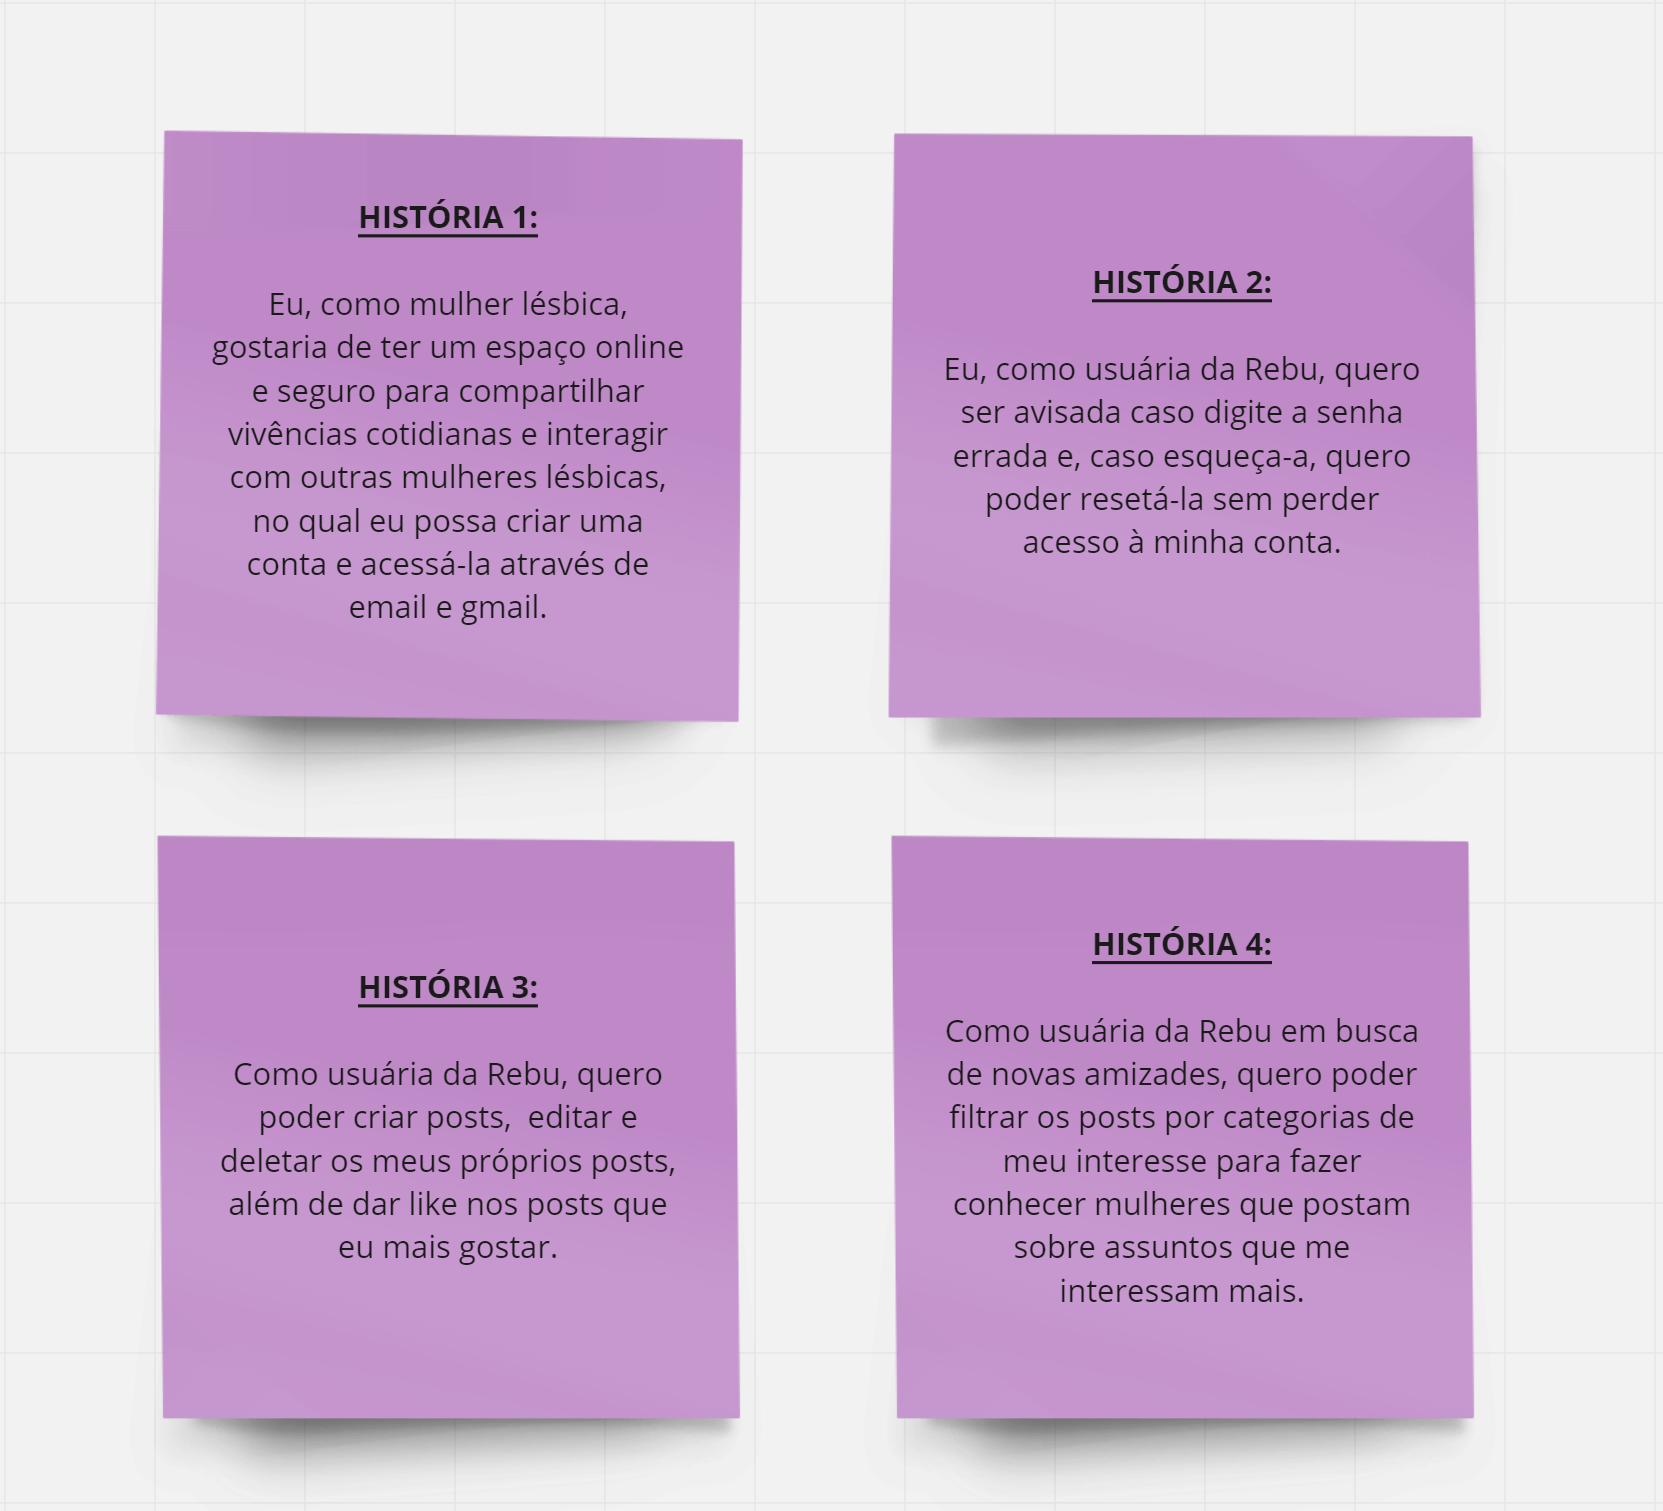 HISTÓRIA 1:
Eu, como mulher lésbica,
gostaria de ter um espaço online
e seguro para compartilhar
vivências cotidianas e interagir
com outras mulheres lésbicas,
no qual eu possa criar uma
conta e acessá-la através de
email e gmail.
HISTÓRIA 2:
Eu, como usuária da Rebu, quero
ser avisada caso digite a senha
errada e, caso esqueça-a, quero
poder resetá-la sem perder
acesso à minha conta.
HISTÓRIA 3:
Como usuária da Rebu, quero
poder criar posts,  editar e
deletar os meus próprios posts,
além de dar like nos posts que
eu mais gostar.
HISTÓRIA 4:
Como usuária da Rebu em busca
de novas amizades, quero poder
filtrar os posts por categorias de
meu interesse para fazer
conhecer mulheres que postam
sobre assuntos que me
interessam mais.